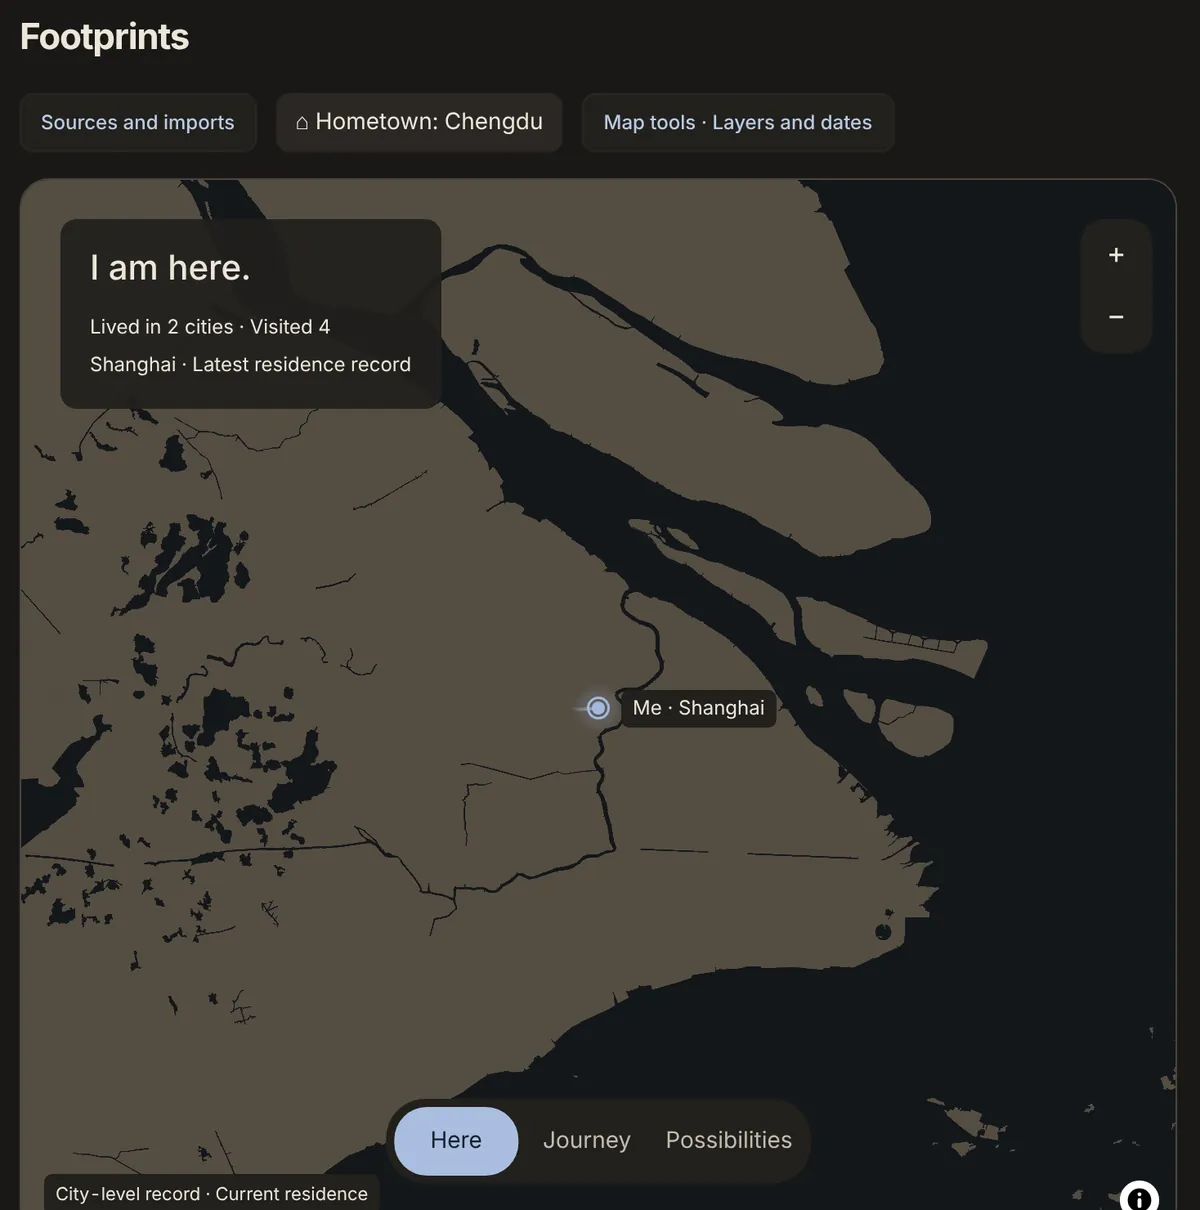 Footprints
Sources and imports
⌂ Hometown: Chengdu
Map tools · Layers and dates
I am here.
Lived in 2 cities · Visited 4
Shanghai · Latest residence record
+
−
Me · Shanghai
Here
Journey
Possibilities
City-level record · Current residence